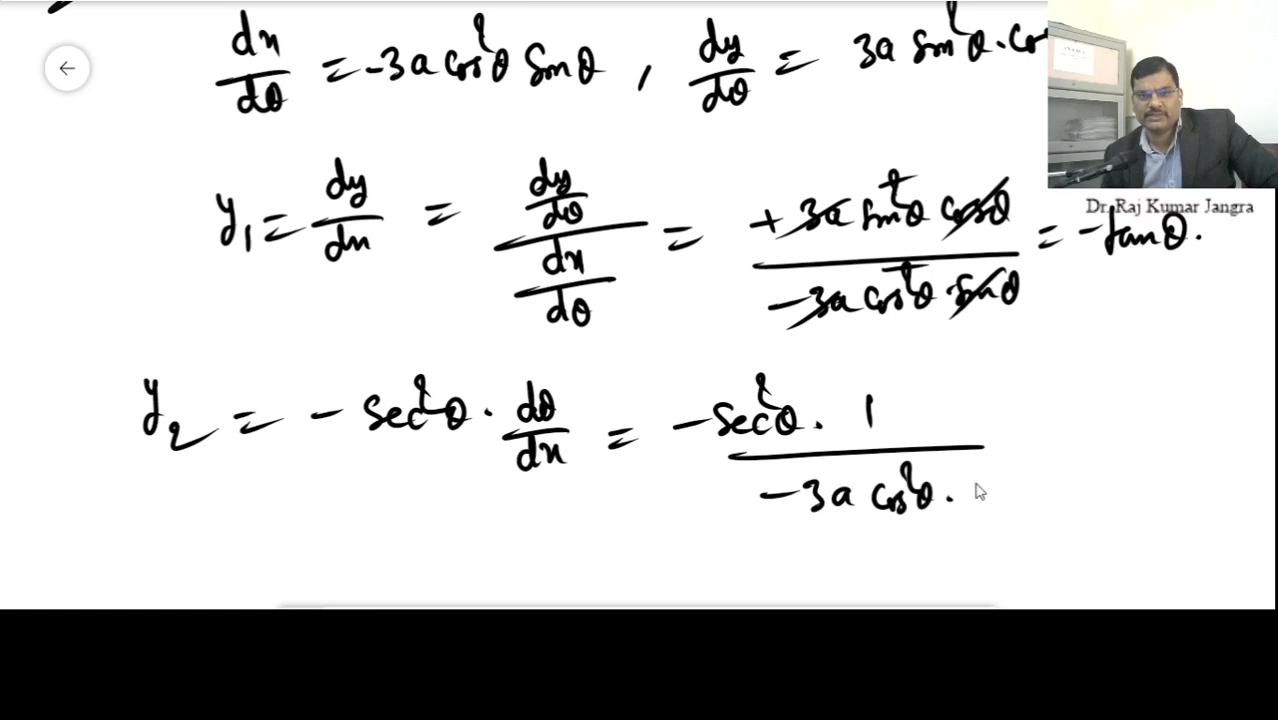 dx/dθ = -3a cos²θ sinθ , dy/dθ = 3a sin²θ · co
Dr. Raj Kumar Jangra
y₁ = dy/dx = (dy/dθ)/(dx/dθ) = (+3a sin²θ cosθ)/(-3a cos²θ sinθ) = -tanθ.
y₂ = - sec²θ · dθ/dx = (-sec²θ · 1)/(-3a cos²θ ·